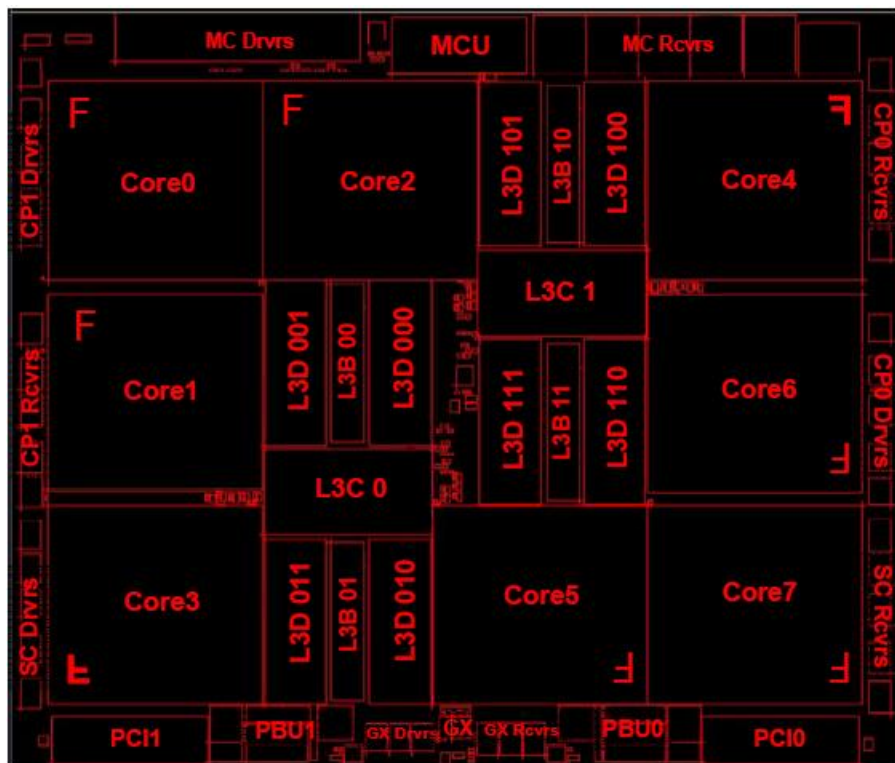 MC Drvrs
MCU
MC Rcvrs
CP1 Drvrs
F
Core0
F
Core2
L3D 101
L3B 10
L3D 100
F
Core4
CP0 Rcvrs
L3C 1
CP1 Rcvrs
F
Core1
L3D 001
L3B 00
L3D 000
L3D 111
L3B 11
L3D 110
Core6
F
CP0 Drvrs
L3C 0
SC Drvrs
Core3
F
L3D 011
L3B 01
L3D 010
Core5
F
Core7
F
SC Rcvrs
PCI1
PBU1
GX Drvrs
GX
GX Rcvrs
PBU0
PCI0